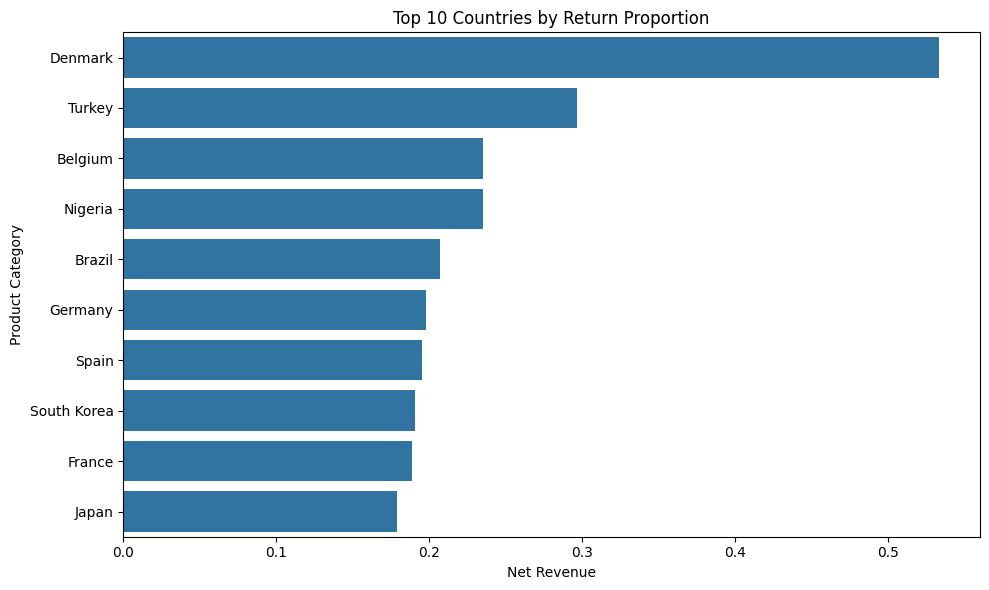 Top 10 Countries by Return Proportion
Product Category
Denmark
Turkey
Belgium
Nigeria
Brazil
Germany
Spain
South Korea
France
Japan
0.0 0.1 0.2 0.3 0.4 0.5
Net Revenue